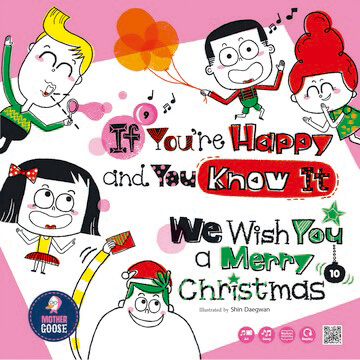 9
If You're Happy
and You Know It
We Wish You
a Merry
10
Christmas
Illustrated by Shin Daegwan
MOTHER
GOOSE